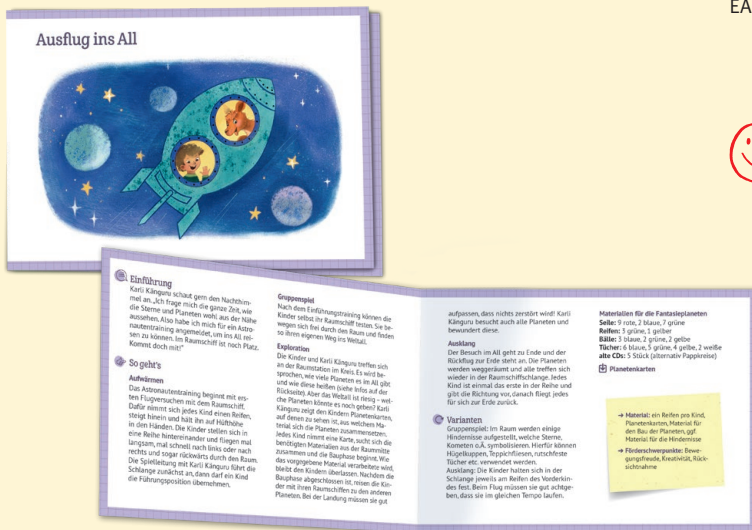 EA
Ausflug ins All
Einführung
Karli Känguru schaut gern den Nachthim-
mel an. „Ich frage mich die ganze Zeit, wie
die Sterne und Planeten wohl aus der Nähe
aussehen. Also habe ich mich für ein Astro-
nautentraining angemeldet, um ins All rei-
sen zu können. Im Raumschiff ist noch Platz.
Kommt doch mit!"
So geht's
Aufwärmen
Das Astronautentraining beginnt mit ers-
ten Flugversuchen mit dem Raumschiff.
Dafür nimmt sich jedes Kind einen Reifen,
steigt hinein und hält ihn auf Hüfthöhe
in den Händen. Die Kinder stellen sich in
eine Reihe hintereinander und fliegen mal
langsam, mal schnell nach links oder nach
rechts und sogar rückwärts durch den Raum.
Die Spielleitung mit Karli Känguru führt die
Schlange zunächst an, dann darf ein Kind
die Führungsposition übernehmen.
Gruppenspiel
Nach dem Einführungstraining können die
Kinder selbst ihr Raumschiff testen. Sie be-
wegen sich frei durch den Raum und finden
so ihren eigenen Weg ins Weltall.
Exploration
Die Kinder und Karli Känguru treffen sich
an der Raumstation im Kreis. Es wird be-
sprochen, wie viele Planeten es im All gibt
und wie diese heißen (siehe Infos auf der
Rückseite). Aber das Weltall ist riesig – wel-
che Planeten könnte es noch geben? Karli
Känguru zeigt den Kindern Planetenkarten,
auf denen zu sehen ist, aus welchem Ma-
terial sich die Planeten zusammensetzen.
Jedes Kind nimmt eine Karte, sucht sich die
benötigten Materialien aus der Raummitte
zusammen und die Bauphase beginnt. Wie
das vorgegebene Material verarbeitet wird,
bleibt den Kindern überlassen. Nachdem die
Bauphase abgeschlossen ist, reisen die Kin-
der mit ihren Raumschiffen zu den anderen
Planeten. Bei der Landung müssen sie gut
aufpassen, dass nichts zerstört wird! Karli
Känguru besucht auch alle Planeten und
bewundert diese.
Ausklang
Der Besuch im All geht zu Ende und der
Rückflug zur Erde steht an. Die Planeten
werden weggeräumt und alle treffen sich
wieder in der Raumschiffschlange. Jedes
Kind ist einmal das erste in der Reihe und
gibt die Richtung vor, danach fliegt jedes
für sich zur Erde zurück.
Varianten
Gruppenspiel: Im Raum werden einige
Hindernisse aufgestellt, welche Sterne,
Kometen o.Ä. symbolisieren. Hierfür können
Hügelkuppen, Teppichfliesen, rutschfeste
Tücher etc. verwendet werden.
Ausklang: Die Kinder halten sich in der
Schlange jeweils am Reifen des Vorderkin-
des fest. Beim Flug müssen sie gut achtge-
ben, dass sie im gleichen Tempo laufen.
Materialien für die Fantasieplaneten
Seile: 9 rote, 2 blaue, 7 grüne
Reifen: 3 grüne, 1 gelber
Bälle: 3 blaue, 2 grüne, 2 gelbe
Tücher: 6 blaue, 5 grüne, 4 gelbe, 2 weiße
alte CDs: 5 Stück (alternativ Pappkreise)
Planetenkarten
→ Material: ein Reifen pro Kind,
Planetenkarten, Material für
den Bau der Planeten, ggf.
Material für die Hindernisse
→ Förderschwerpunkte: Bewe-
gungsfreude, Kreativität, Rück-
sichtnahme